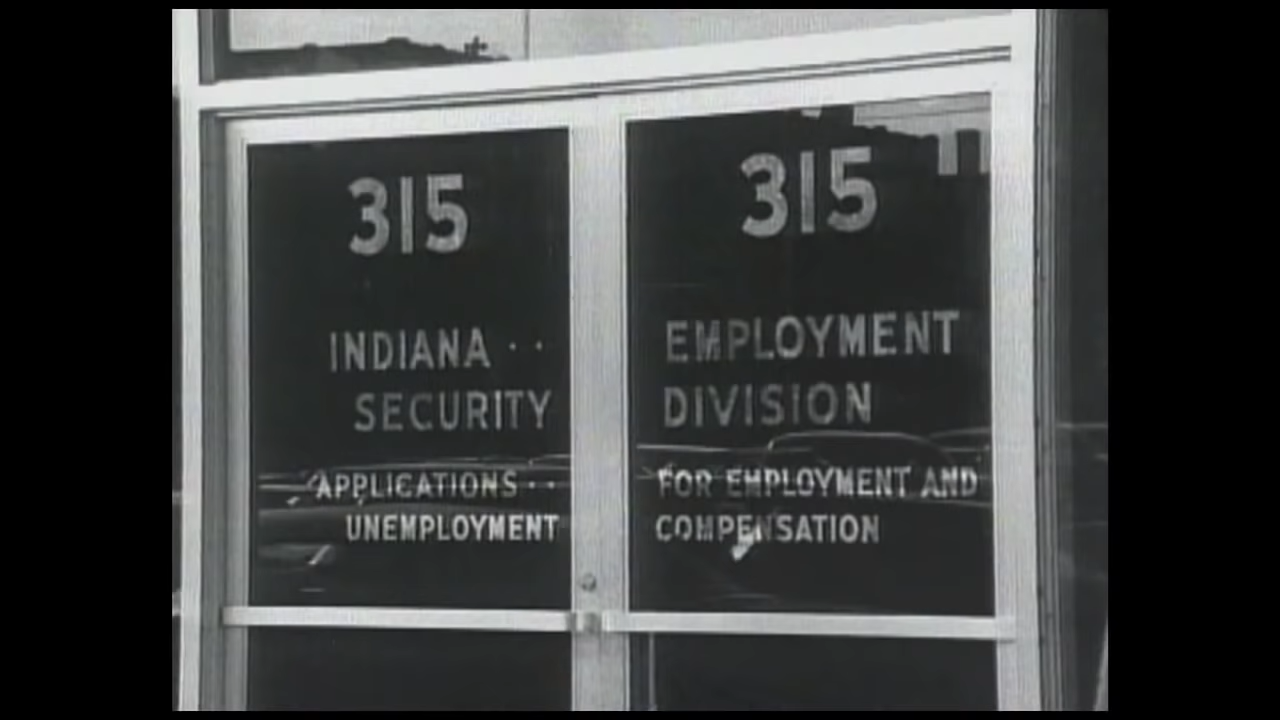 315 315
INDIANA ·· EMPLOYMENT
SECURITY DIVISION
APPLICATIONS ·· FOR EMPLOYMENT AND
UNEMPLOYMENT COMPENSATION